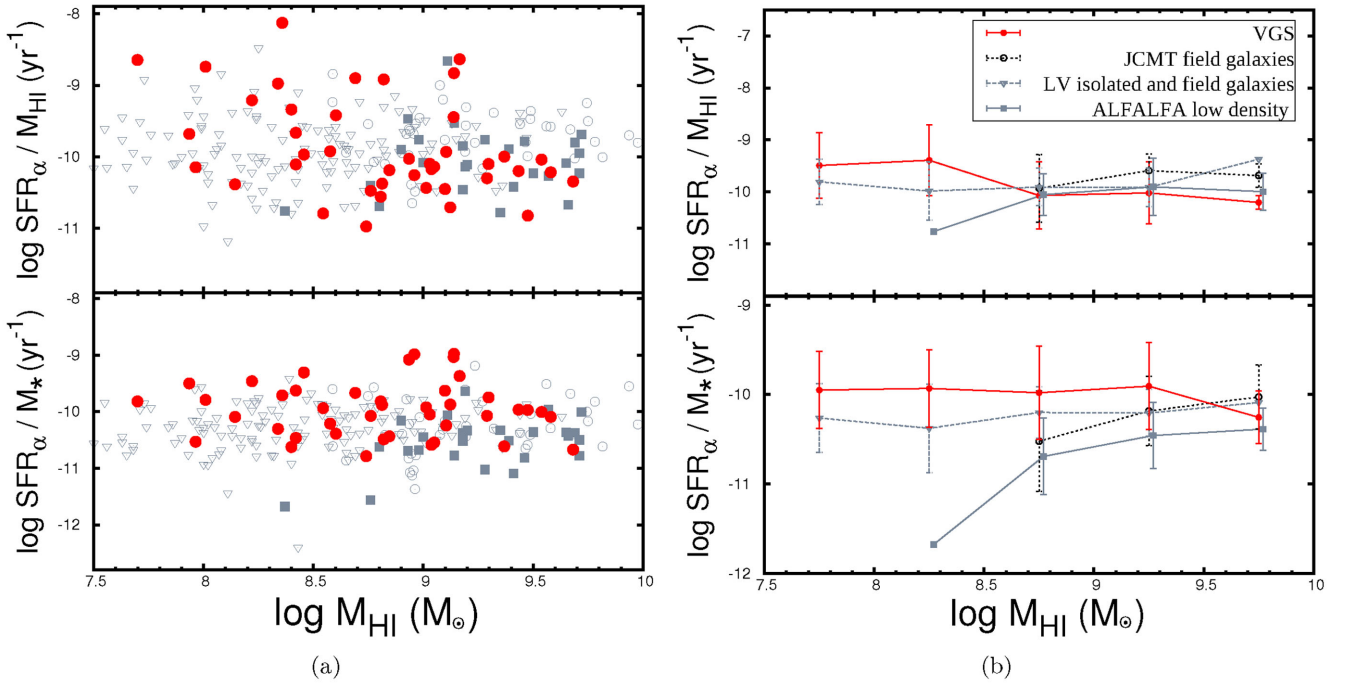 log SFRα / MHI (yr-1)
-8
-9
-10
-11
log SFRα / M* (yr-1)
-8
-9
-10
-11
-12
7.5 8 8.5 9 9.5 10
log MHI (M⊙)
(a)
log SFRα / MHI (yr-1)
-7
-8
-9
-10
-11
VGS
JCMT field galaxies
LV isolated and field galaxies
ALFALFA low density
log SFRα / M* (yr-1)
-9
-10
-11
-12
7.5 8 8.5 9 9.5 10
log MHI (M⊙)
(b)